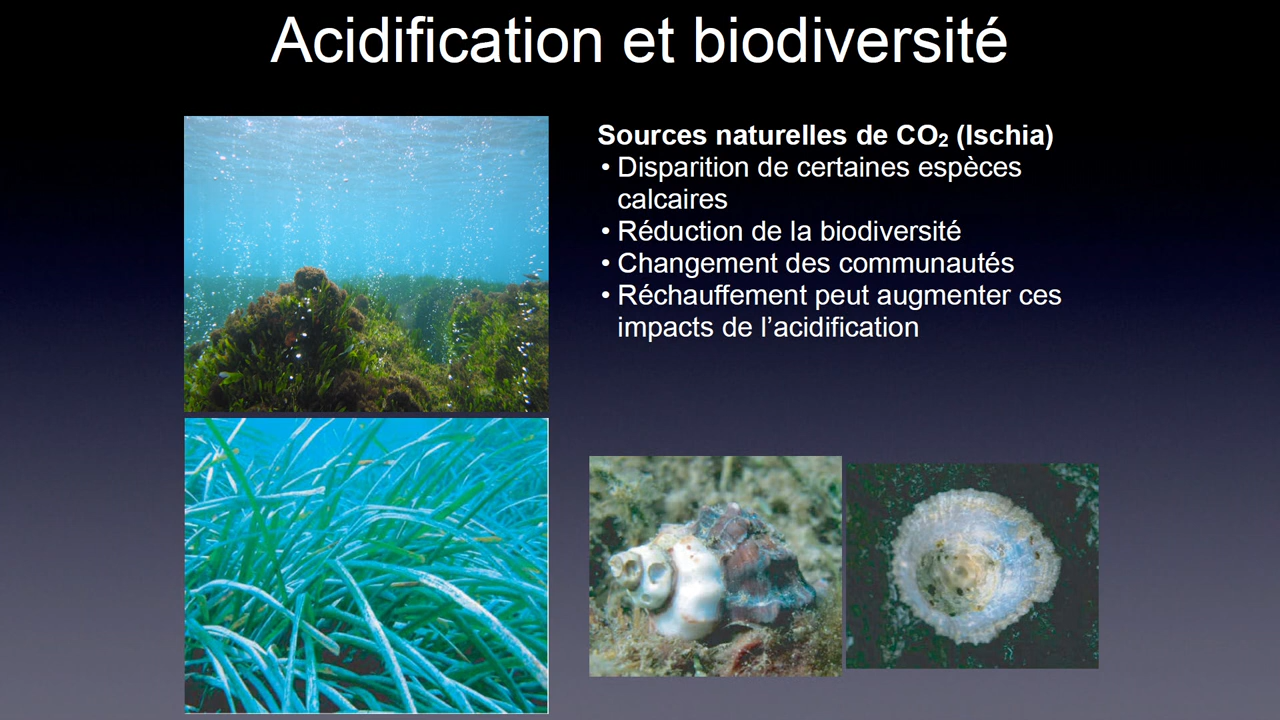 Acidification et biodiversité
Sources naturelles de CO₂ (Ischia)
• Disparition de certaines espèces
calcaires
• Réduction de la biodiversité
• Changement des communautés
• Réchauffement peut augmenter ces
impacts de l’acidification